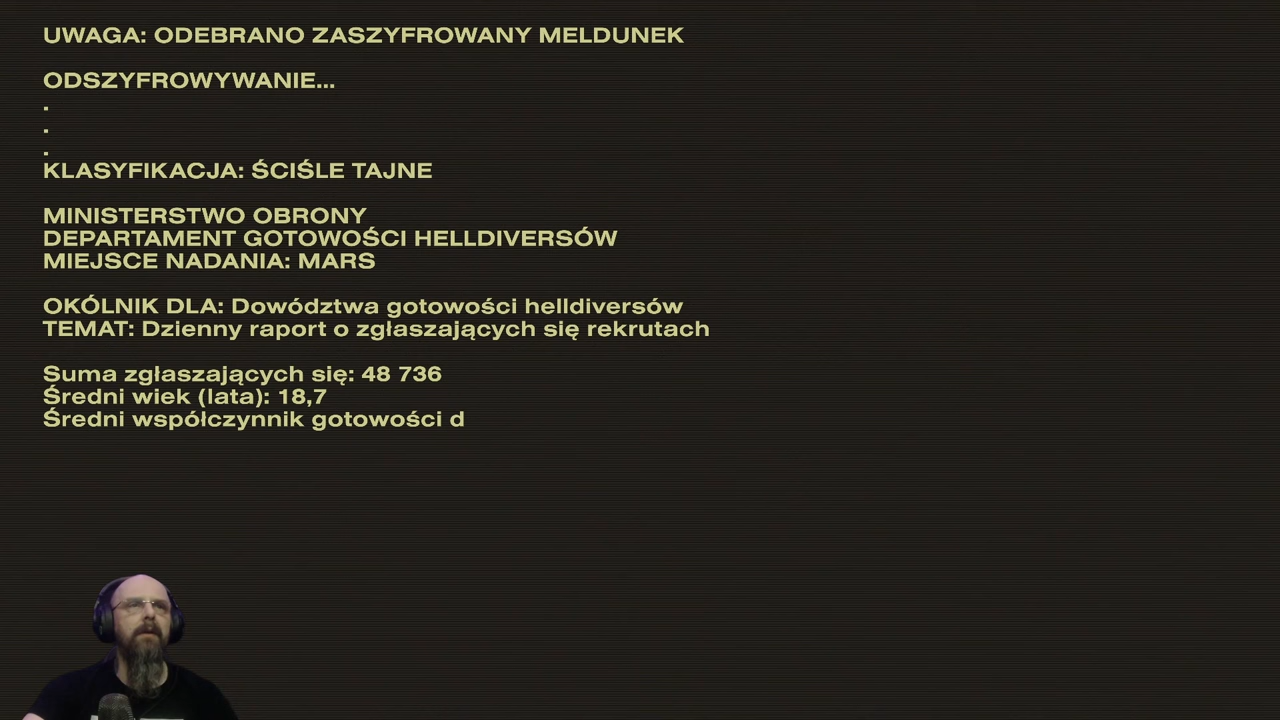 UWAGA: ODEBRANO ZASZYFROWANY MELDUNEK
ODSZYFROWYWANIE...
.
.
.
KLASYFIKACJA: ŚCIŚLE TAJNE
MINISTERSTWO OBRONY
DEPARTAMENT GOTOWOŚCI HELLDIVERSÓW
MIEJSCE NADANIA: MARS
OKÓLNIK DLA: Dowództwa gotowości helldiversów
TEMAT: Dzienny raport o zgłaszających się rekrutach
Suma zgłaszających się: 48 736
Średni wiek (lata): 18,7
Średni współczynnik gotowości d